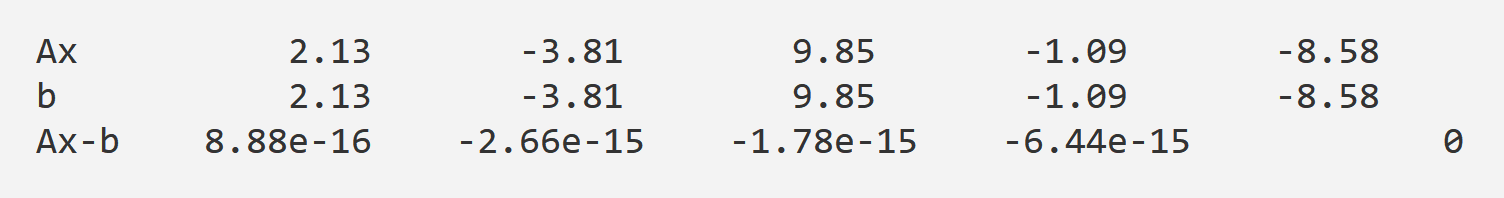 Ax 2.13 -3.81 9.85 -1.09 -8.58
b 2.13 -3.81 9.85 -1.09 -8.58
Ax-b 8.88e-16 -2.66e-15 -1.78e-15 -6.44e-15 0